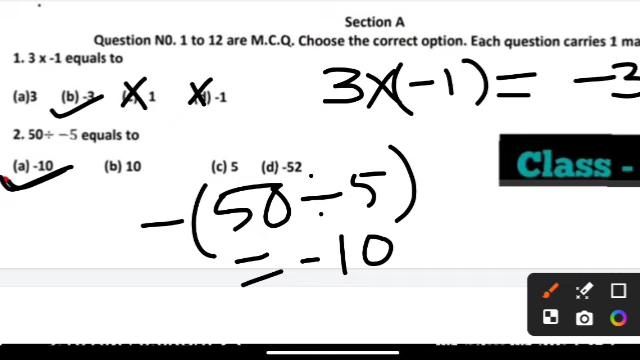 Section A
Question N0. 1 to 12 are M.C.Q. Choose the correct option. Each question carries 1 ma
1. 3 x -1 equals to
(a)3 (b) -3 1 -1
3x(-1) = -3
2. 50÷ −5 equals to
(a) -10 (b) 10 (c) 5 (d) -52
Class -
-(50÷5)
= -10